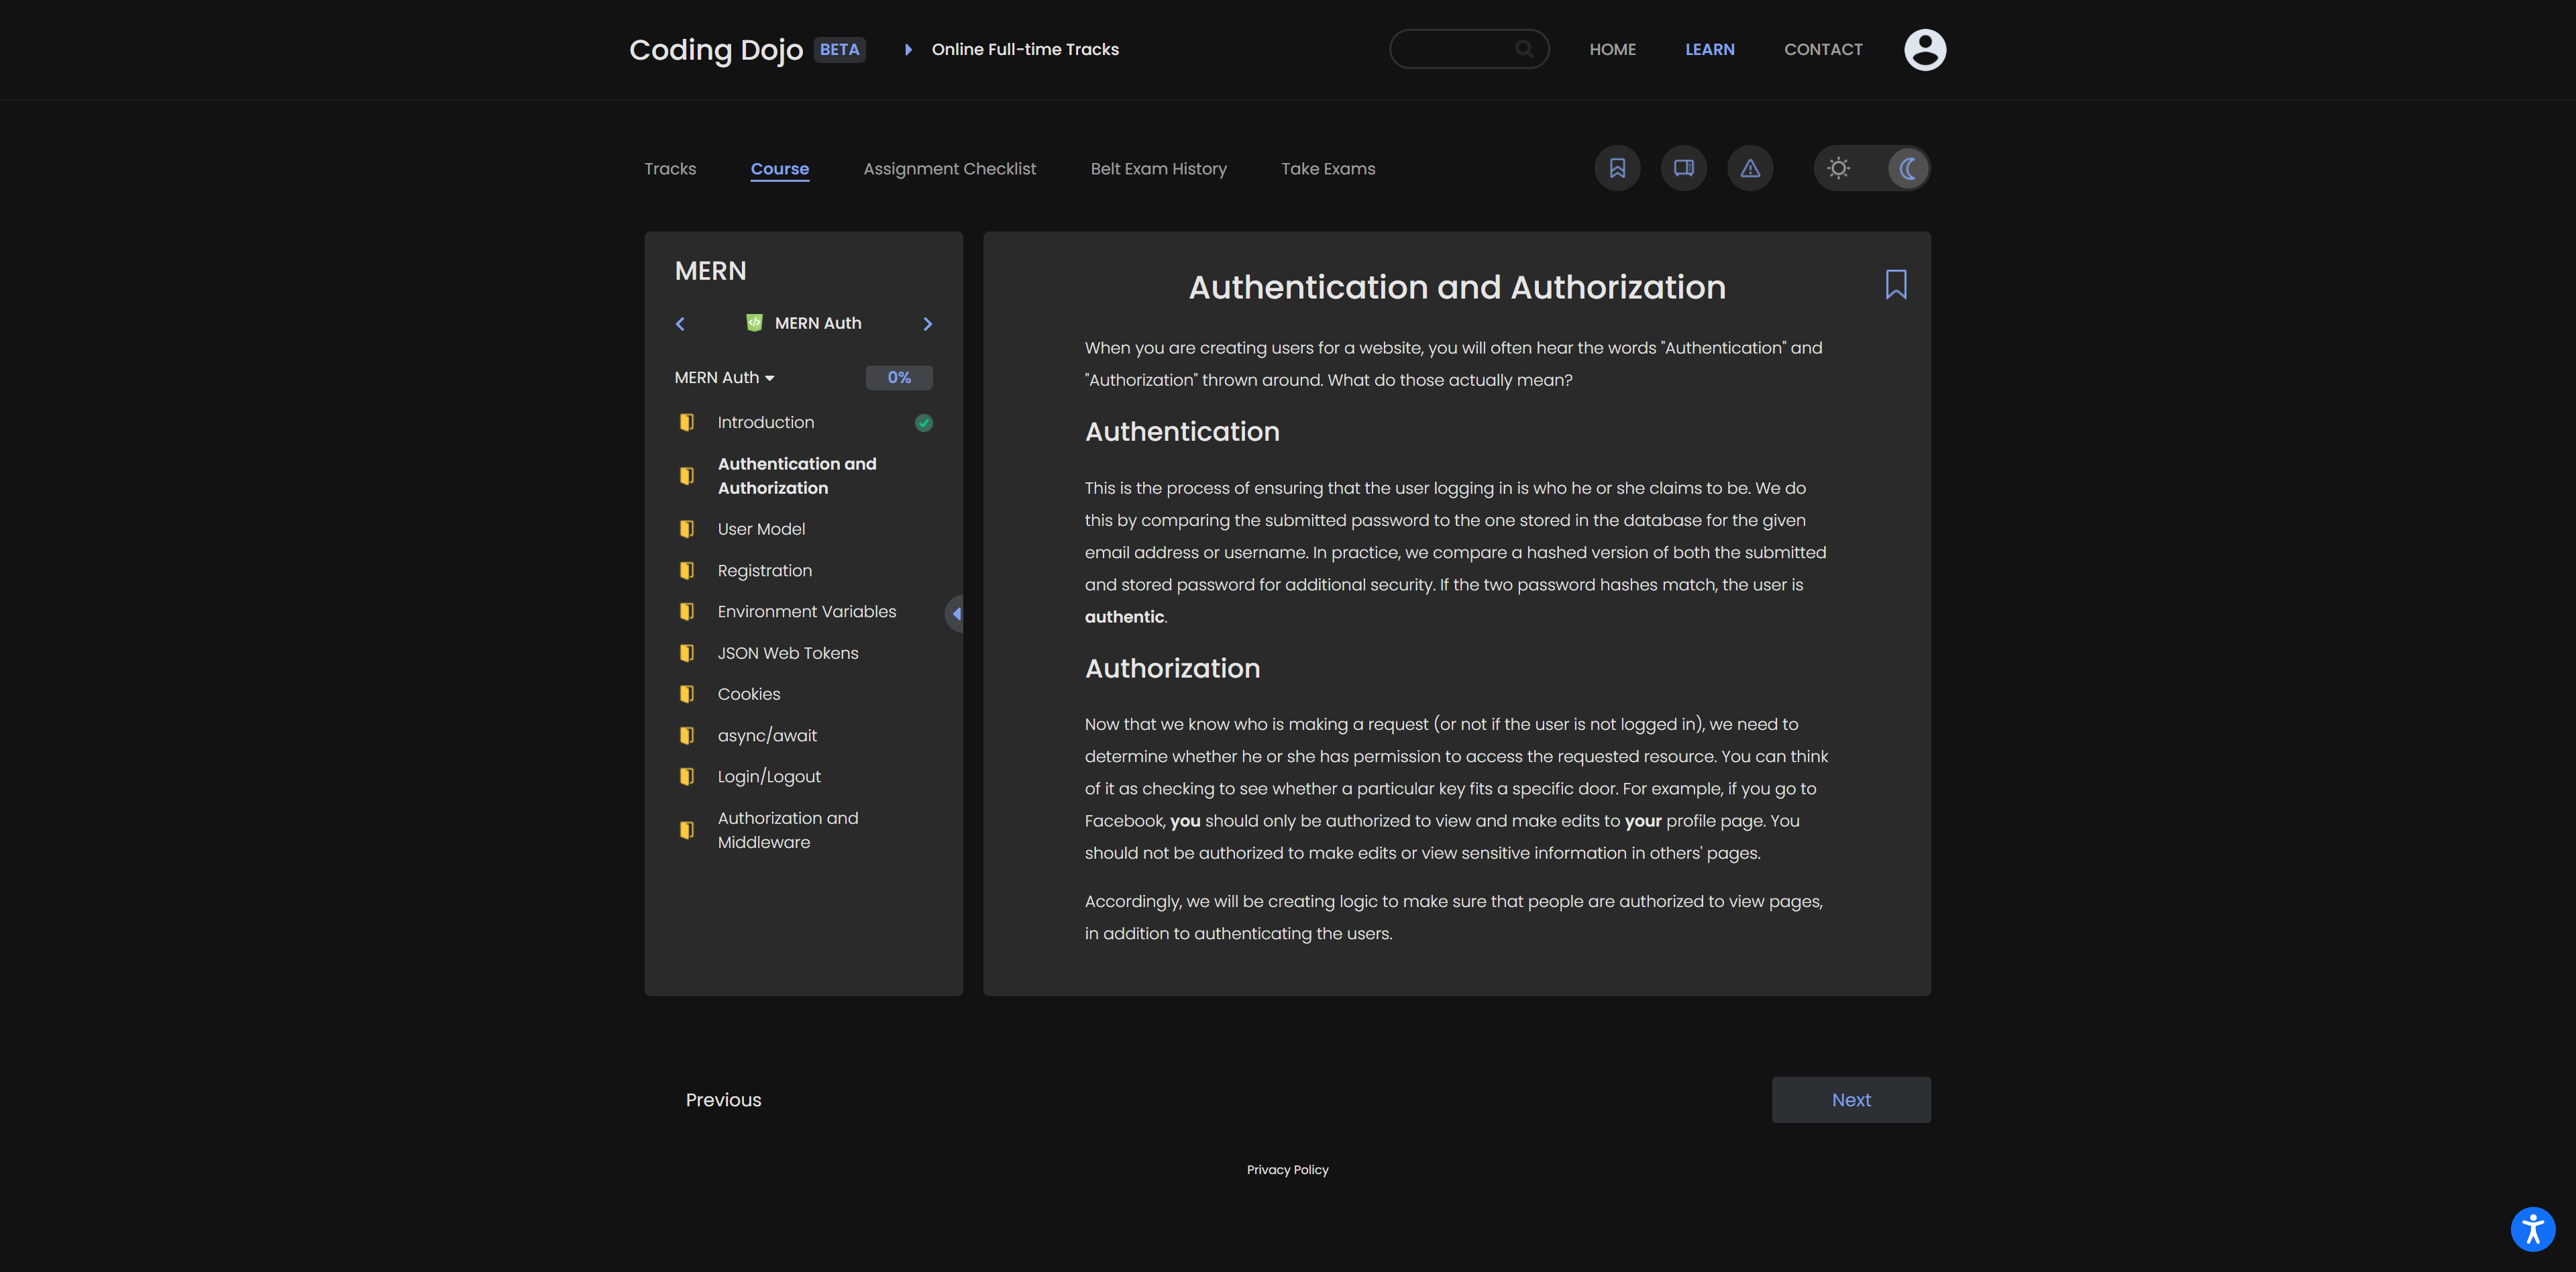 Coding Dojo BETA Online Full-time Tracks HOME LEARN CONTACT
Tracks Course Assignment Checklist Belt Exam History Take Exams
MERN
MERN Auth
MERN Auth 0%
Introduction
Authentication and
Authorization
User Model
Registration
Environment Variables
JSON Web Tokens
Cookies
async/await
Login/Logout
Authorization and
Middleware
Authentication and Authorization
When you are creating users for a website, you will often hear the words "Authentication" and
"Authorization" thrown around. What do those actually mean?
Authentication
This is the process of ensuring that the user logging in is who he or she claims to be. We do
this by comparing the submitted password to the one stored in the database for the given
email address or username. In practice, we compare a hashed version of both the submitted
and stored password for additional security. If the two password hashes match, the user is
authentic.
Authorization
Now that we know who is making a request (or not if the user is not logged in), we need to
determine whether he or she has permission to access the requested resource. You can think
of it as checking to see whether a particular key fits a specific door. For example, if you go to
Facebook, you should only be authorized to view and make edits to your profile page. You
should not be authorized to make edits or view sensitive information in others' pages.
Accordingly, we will be creating logic to make sure that people are authorized to view pages,
in addition to authenticating the users.
Previous Next
Privacy Policy